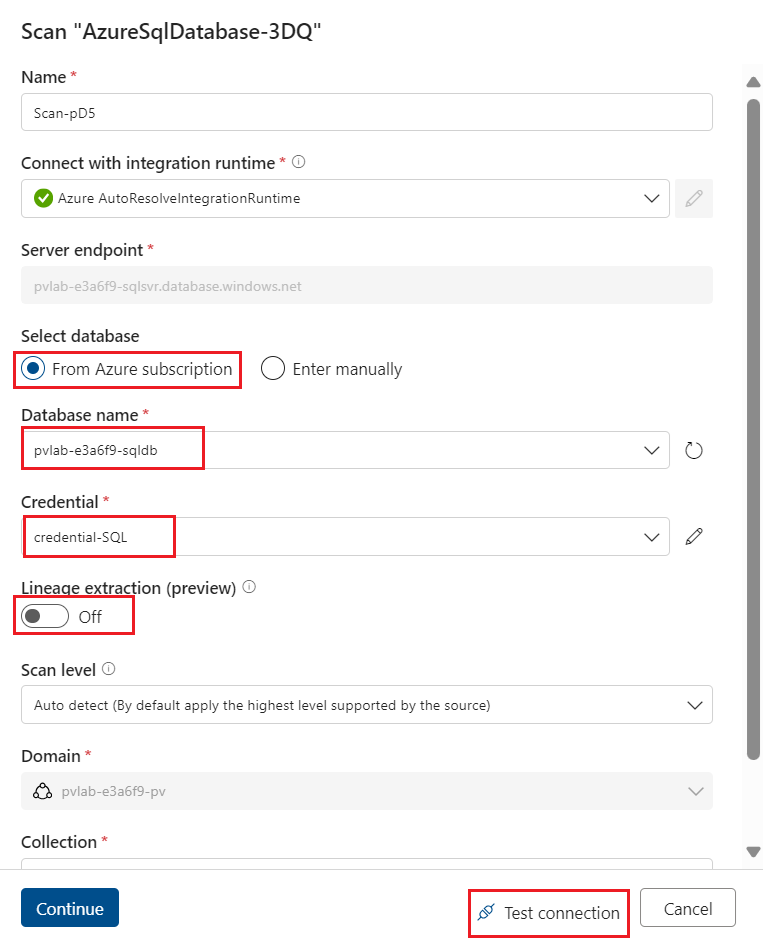 Scan "AzureSqlDatabase-3DQ"
Name *
Scan-pD5
Connect with integration runtime *
Azure AutoResolveIntegrationRuntime
Server endpoint *
pvlab-e3a6f9-sqlsvr.database.windows.net
Select database
From Azure subscription Enter manually
Database name *
pvlab-e3a6f9-sqldb
Credential *
credential-SQL
Lineage extraction (preview)
Off
Scan level
Auto detect (By default apply the highest level supported by the source)
Domain *
pvlab-e3a6f9-pv
Collection *
Continue Test connection Cancel